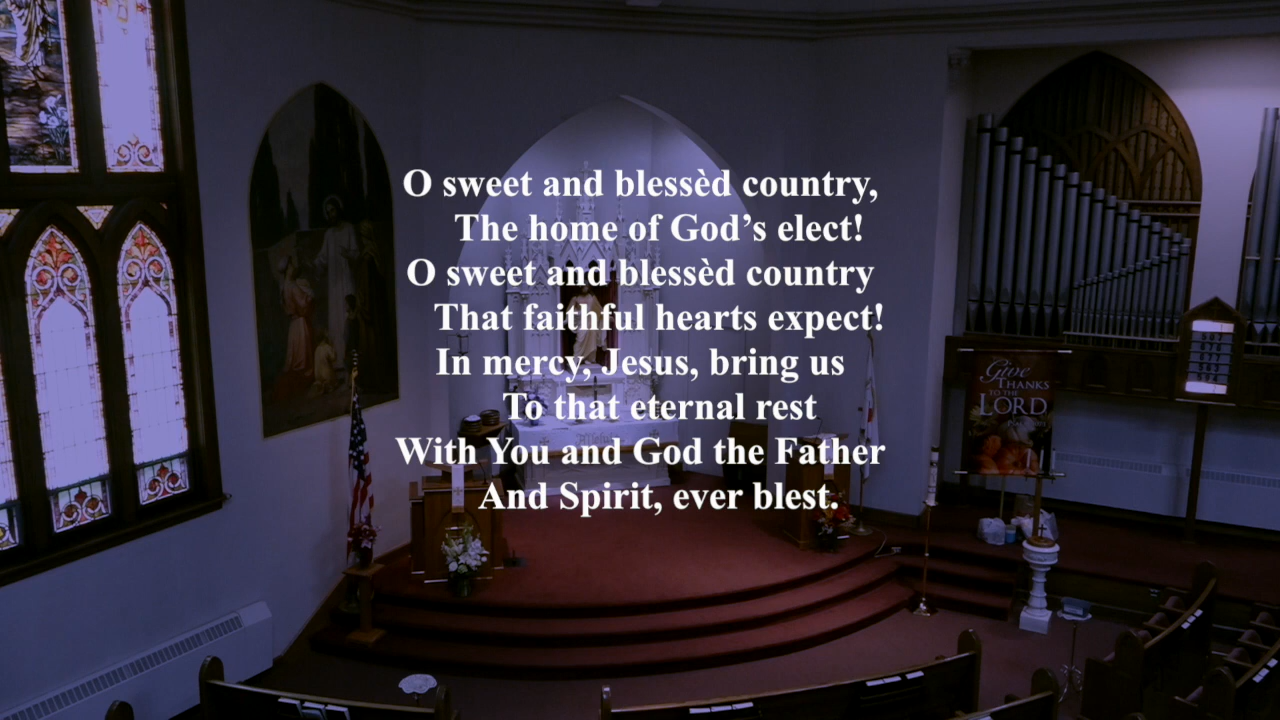 O sweet and blessèd country,
The home of God’s elect!
O sweet and blessèd country
That faithful hearts expect!
In mercy, Jesus, bring us
To that eternal rest
With You and God the Father
And Spirit, ever blest.
Give
THANKS
TO THE
LORD